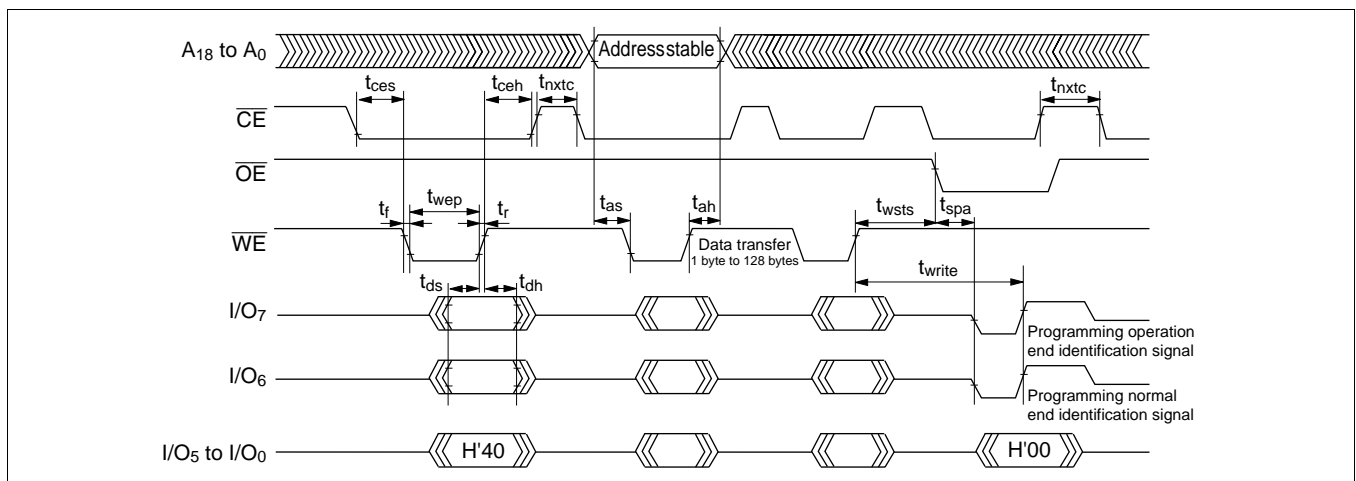 A18 to A0
Address stable
tces
tceh
tnxtc
tnxtc
CE
OE
tf
twep
tr
tas
tah
twsts
tspa
WE
Data transfer
1 byte to 128 bytes
twrite
tds
tdh
I/O7
Programming operation
end identification signal
I/O6
Programming normal
end identification signal
I/O5 to I/O0
H'40
H'00